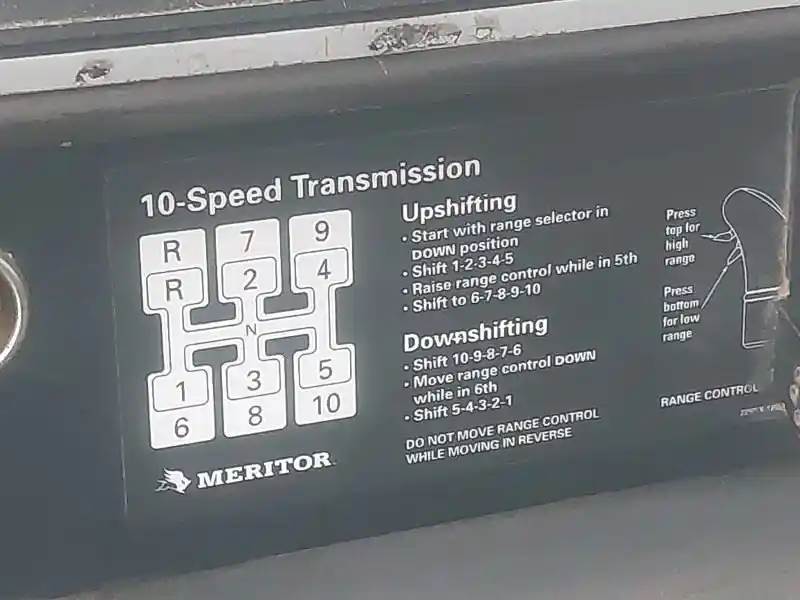 10-Speed Transmission
R 7 9
R 2 4
N
1 3 5
6 8 10
MERITOR
Upshifting
• Start with range selector in
DOWN position
• Shift 1-2-3-4-5
• Raise range control while in 5th
• Shift to 6-7-8-9-10
Downshifting
• Shift 10-9-8-7-6
• Move range control DOWN
while in 6th
• Shift 5-4-3-2-1
DO NOT MOVE RANGE CONTROL
WHILE MOVING IN REVERSE
Press
top for
high
range
Press
bottom
for low
range
RANGE CONTROL